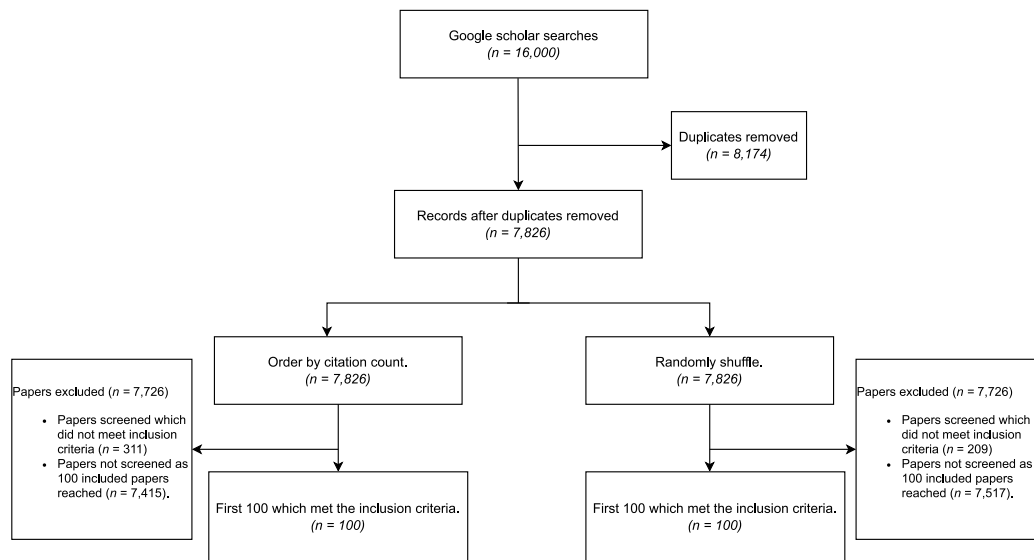 Google scholar searches
(n = 16,000)
Duplicates removed
(n = 8,174)
Records after duplicates removed
(n = 7,826)
Order by citation count.
(n = 7,826)
Randomly shuffle.
(n = 7,826)
Papers excluded (n = 7,726)
• Papers screened which
did not meet inclusion
criteria (n = 311)
• Papers not screened as
100 included papers
reached (n = 7,415).
Papers excluded (n = 7,726)
• Papers screened which
did not meet inclusion
criteria (n = 209)
• Papers not screened as
100 included papers
reached (n = 7,517).
First 100 which met the inclusion criteria.
(n = 100)
First 100 which met the inclusion criteria.
(n = 100)